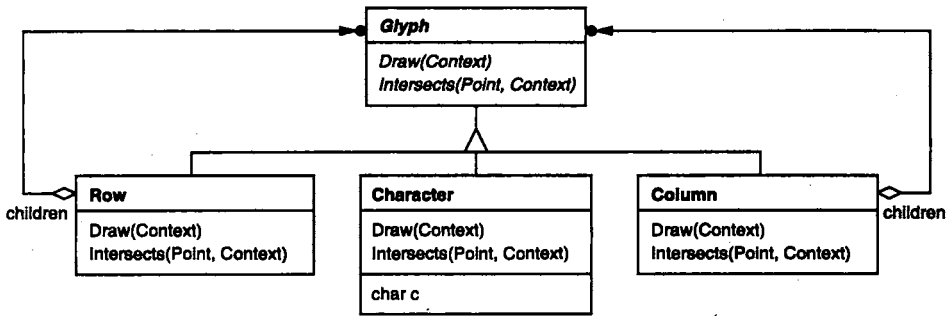 Glyph
Draw(Context)
Intersects(Point, Context)
Row
Draw(Context)
Intersects(Point, Context)
children
Character
Draw(Context)
Intersects(Point, Context)
char c
Column
Draw(Context)
Intersects(Point, Context)
children